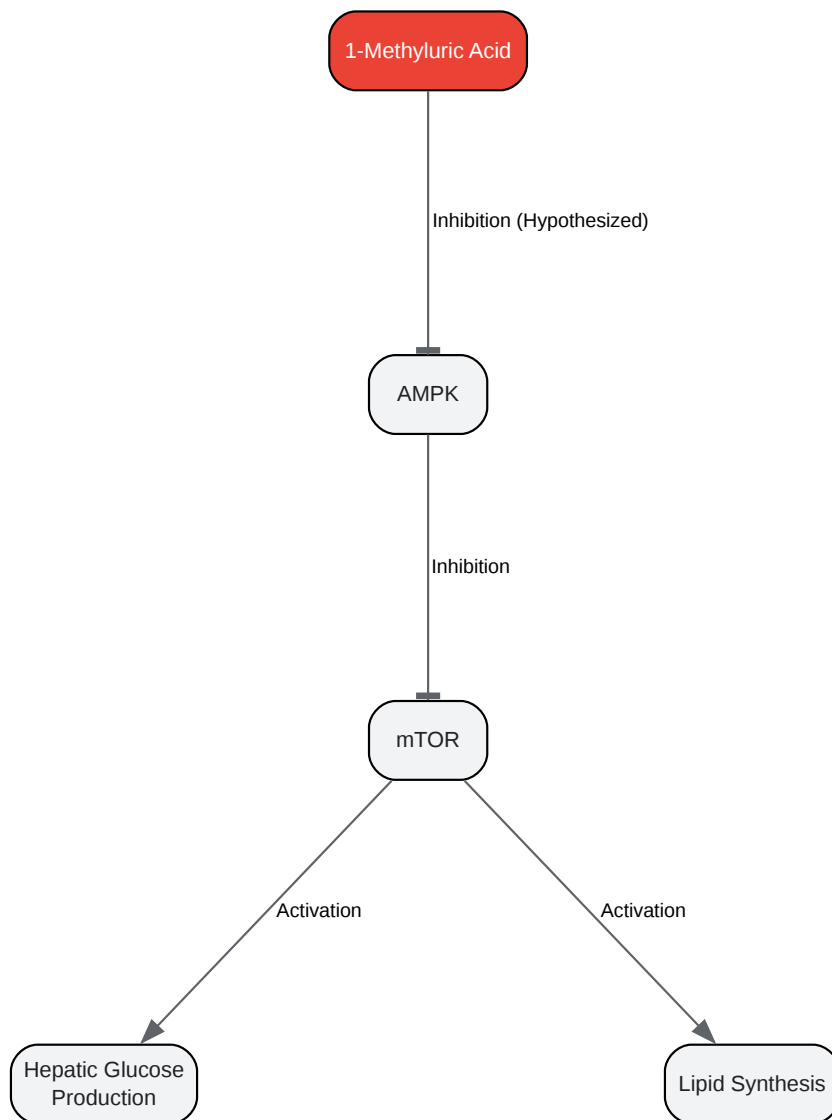 1-Methyluric Acid
Inhibition (Hypothesized)
AMPK
Inhibition
mTOR
Activation
Activation
Hepatic Glucose
Production
Lipid Synthesis